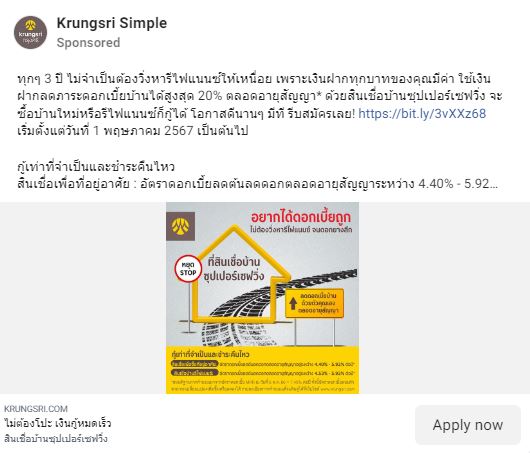 Krungsri Simple
Sponsored
ทุกๆ 3 ปี ไม่จำเป็นต้องวิ่งหารีไฟแนนซ์ให้เหนื่อย เพราะเงินฝากทุกบาทของคุณมีค่า ใช้เงิน
ฝากลดภาระดอกเบี้ยบ้านได้สูงสุด 20% ตลอดอายุสัญญา* ด้วยสินเชื่อบ้านซุปเปอร์เซฟวิ่ง จะ
ซื้อบ้านใหม่หรือรีไฟแนนซ์ก็กู้ได้ โอกาสดีนานๆ มีที รีบสมัครเลย! https://bit.ly/3vXXz68
เริ่มตั้งแต่วันที่ 1 พฤษภาคม 2567 เป็นต้นไป
กู้เท่าที่จำเป็นและชำระคืนไหว
สินเชื่อเพื่อที่อยู่อาศัย : อัตราดอกเบี้ยลดต้นลดดอกตลอดอายุสัญญาระหว่าง 4.40% - 5.92...
อยากได้ดอกเบี้ยถูก
ไม่ต้องวิ่งหารีไฟแนนซ์ จนดอกยางสึก
หยุด
STOP
ที่สินเชื่อบ้าน
ซุปเปอร์เซฟวิ่ง
ลดดอกเบี้ยบ้าน
ด้วยตัวคุณเอง
ตลอดอายุสัญญา
กู้เท่าที่จำเป็นและชำระคืนไหว
KRUNGSRI.COM
ไม่ต้องโปะ เงินกู้หมดเร็ว
สินเชื่อบ้านซุปเปอร์เซฟวิ่ง
Apply now